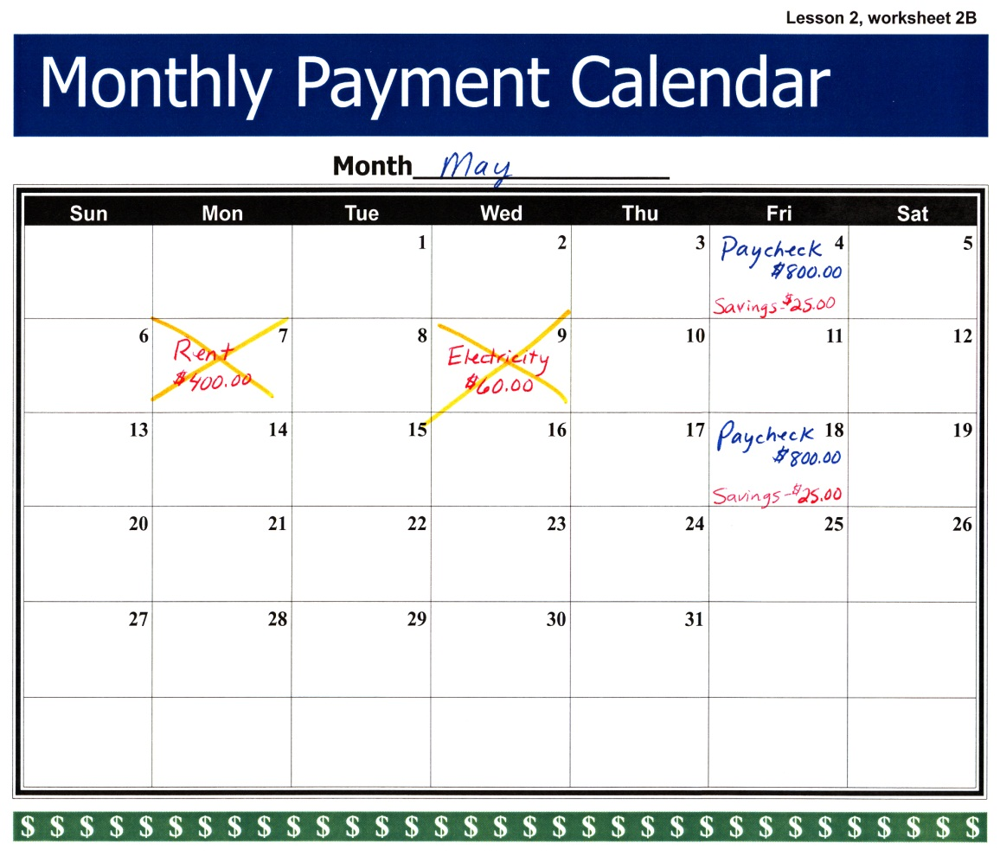 Lesson 2, worksheet 2B
Monthly Payment Calendar
Month May
Sun Mon Tue Wed Thu Fri Sat
1 2 3 Paycheck 4 5
$800.00
Savings-$25.00
6 7 8 9 10 11 12
Rent Electricity
$400.00 $60.00
13 14 15 16 17 Paycheck 18 19
$800.00
Savings-$25.00
20 21 22 23 24 25 26
27 28 29 30 31
$ $ $ $ $ $ $ $ $ $ $ $ $ $ $ $ $ $ $ $ $ $ $ $ $ $ $ $ $ $ $ $ $